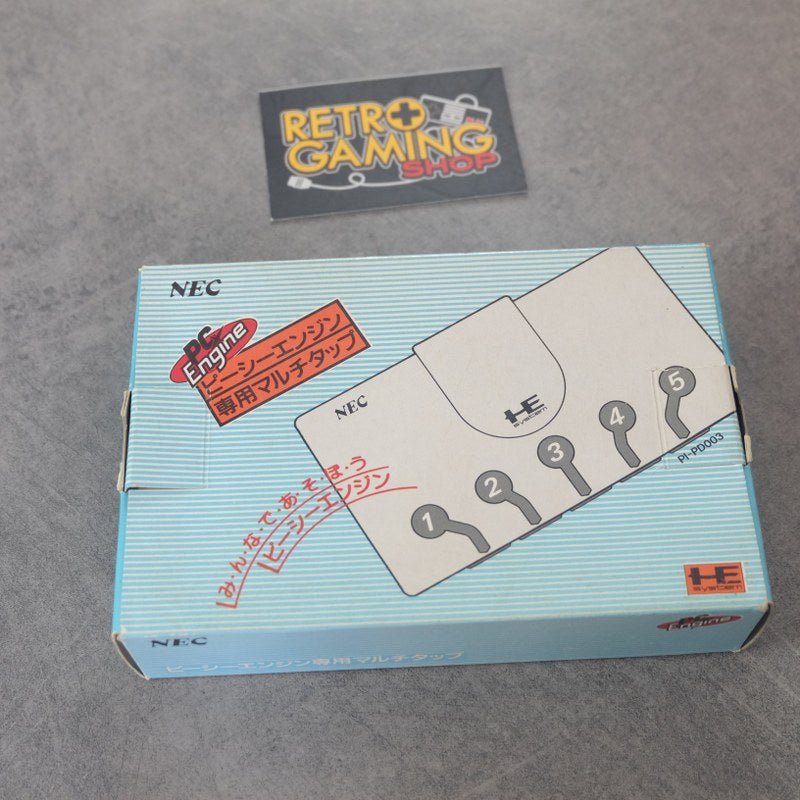 RETRO
GAMING
SHOP
NEC
PC
Engine
ピーシーエンジン
専用マルチタップ
NEC
HE
system
1
2
3
4
5
PI-PD003
み・ん・な・で・あ・そ・ぼ・う
ピーシーエンジン
HE
system
NEC
PC
Engine
ピーシーエンジン専用マルチタップ